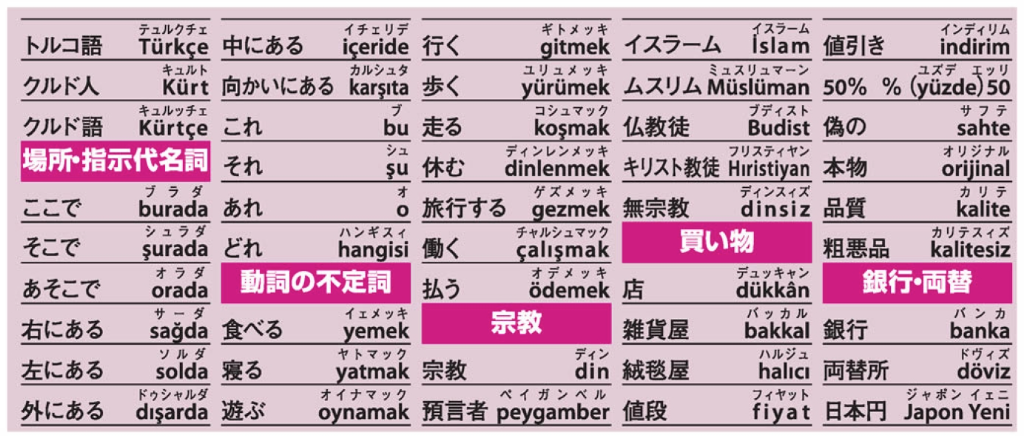 テュルクチェ
トルコ語 Türkçe
キュルト
クルド人 Kürt
キュルッチェ
クルド語 Kürtçe
場所・指示代名詞
ブラダ
ここで burada
シュラダ
そこで şurada
オラダ
あそこで orada
サーダ
右にある sağda
ソルダ
左にある solda
ドゥシャルダ
外にある dışarda
イチェリデ
中にある içeride
カルシュタ
向かいにある karşıta
ブ
これ bu
シュ
それ şu
オ
あれ o
ハンギスィ
どれ hangisi
動詞の不定詞
イェメッキ
食べる yemek
ヤトマック
寝る yatmak
オイナマック
遊ぶ oynamak
ギトメッキ
行く gitmek
ユリュメッキ
歩く yürümek
コシュマック
走る koşmak
ディンレンメッキ
休む dinlenmek
ゲズメッキ
旅行する gezmek
チャルシュマック
働く çalışmak
オデメッキ
払う ödemek
宗教
ディン
宗教 din
ペイガンベル
預言者 peygamber
イスラーム
イスラーム İslam
ミュスリュマーン
ムスリム Müslüman
ブディスト
仏教徒 Budist
フリスティヤン
キリスト教徒 Hıristiyan
ディンスィズ
無宗教 dinsiz
買い物
デュッキャン
店 dükkân
バッカル
雑貨屋 bakkal
ハルジュ
絨毯屋 halıcı
フィヤット
値段 fiyat
インディリム
値引き indirim
ユズデ エッリ
50% %(yüzde)50
サフテ
偽の sahte
オリジナル
本物 orijinal
カリテ
品質 kalite
カリテスィズ
粗悪品 kalitesiz
銀行・両替
バンカ
銀行 banka
ドヴィズ
両替所 döviz
ジャポン イェニ
日本円 Japon Yeni